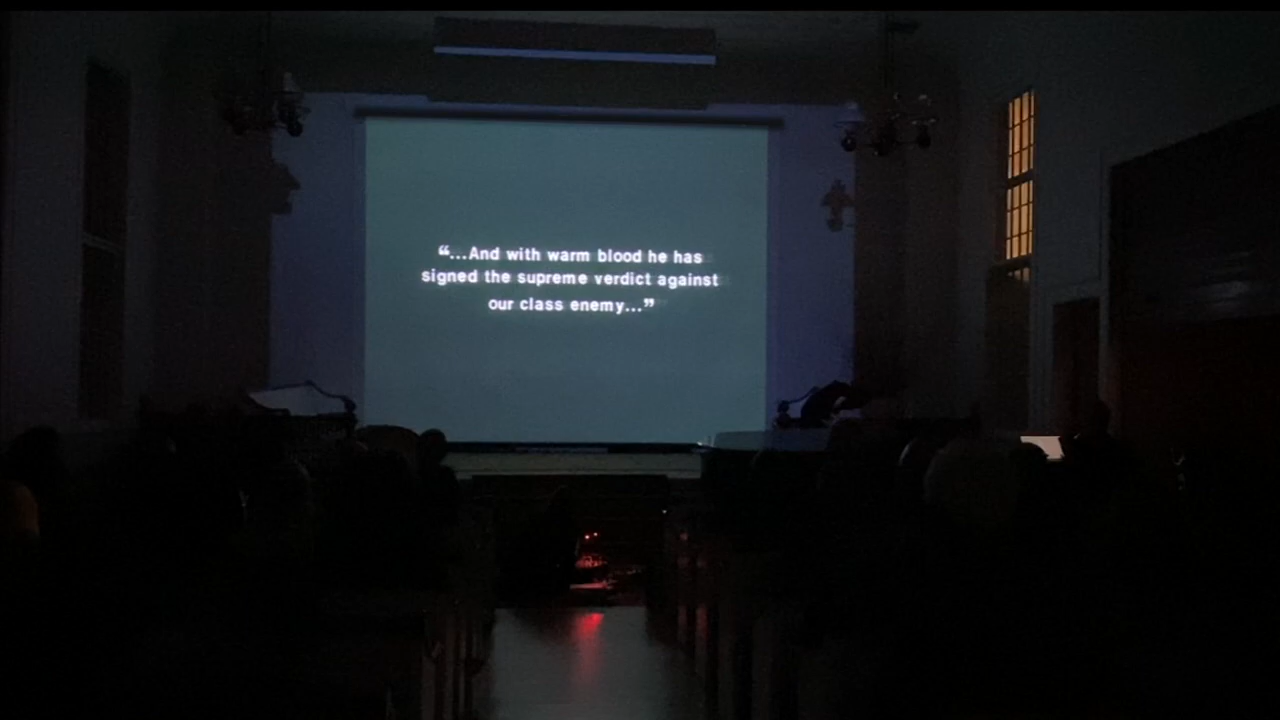 “...And with warm blood he has
signed the supreme verdict against
our class enemy...”